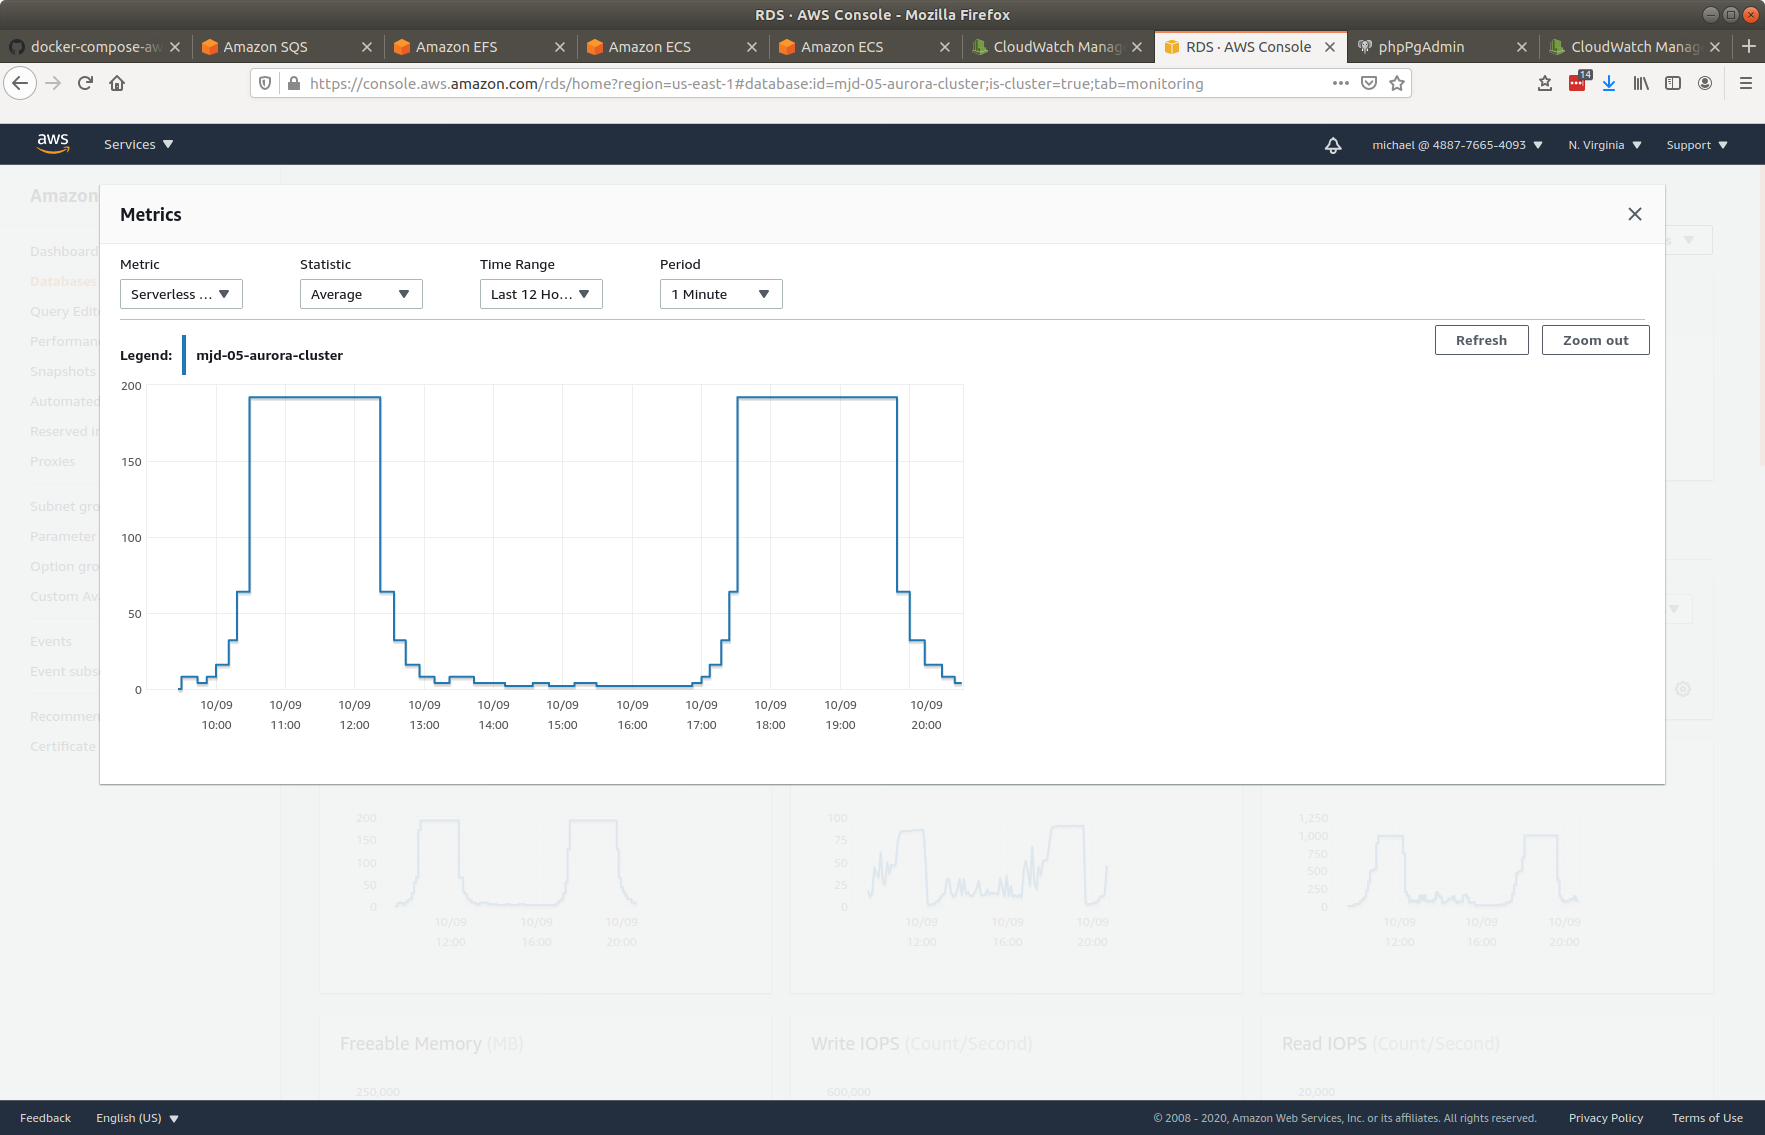 RDS · AWS Console - Mozilla Firefox
docker-compose-aw
Amazon SQS
Amazon EFS
Amazon ECS
Amazon ECS
CloudWatch Manag
RDS · AWS Console
phpPgAdmin
CloudWatch Manag
https://console.aws.amazon.com/rds/home?region=us-east-1#database:id=mjd-05-aurora-cluster;is-cluster=true;tab=monitoring
14
aws
Services
michael @ 4887-7665-4093
N. Virginia
Support
Amazon
Dashboard
Databases
Query Edit
Performan
Snapshots
Automated
Reserved in
Proxies
Subnet gro
Parameter
Option gro
Custom Av
Events
Event subs
Recommen
Certificate
Metrics
Metric
Statistic
Time Range
Period
Serverless ...
Average
Last 12 Ho...
1 Minute
Refresh
Zoom out
Legend:
mjd-05-aurora-cluster
200
150
100
50
0
10/09 10:00
10/09 11:00
10/09 12:00
10/09 13:00
10/09 14:00
10/09 15:00
10/09 16:00
10/09 17:00
10/09 18:00
10/09 19:00
10/09 20:00
200
150
100
50
0
10/09 12:00
10/09 16:00
10/09 20:00
100
75
50
25
0
10/09 12:00
10/09 16:00
10/09 20:00
1,250
1,000
750
500
250
0
10/09 12:00
10/09 16:00
10/09 20:00
Freeable Memory (MB)
250,000
Write IOPS (Count/Second)
600,000
Read IOPS (Count/Second)
20,000
Feedback
English (US)
© 2008 - 2020, Amazon Web Services, Inc. or its affiliates. All rights reserved.
Privacy Policy
Terms of Use